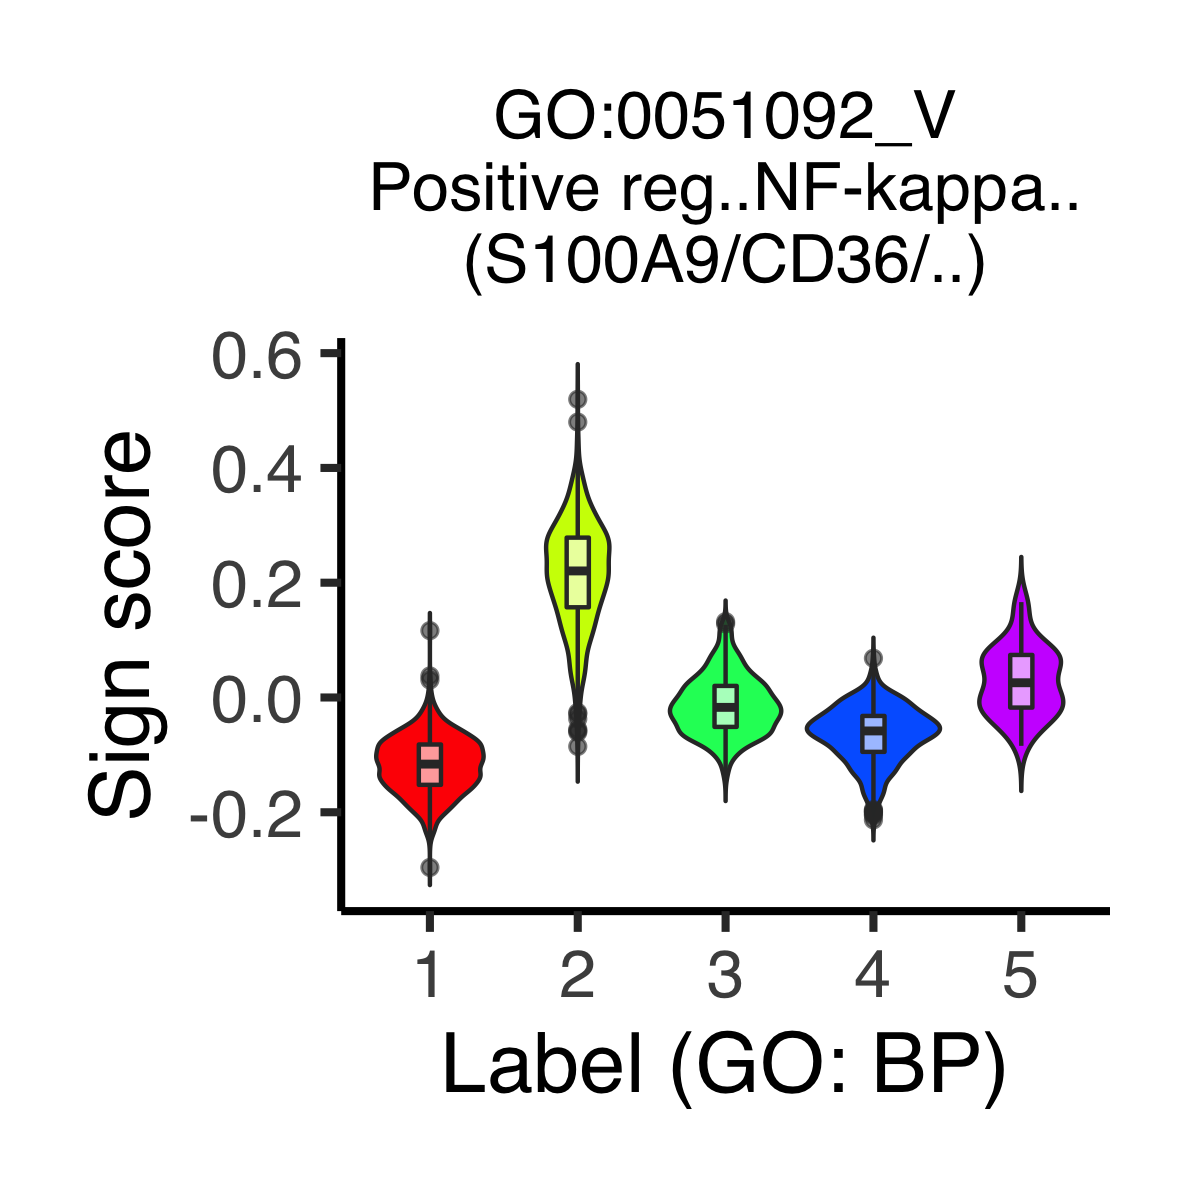 GO:0051092_V
Positive reg..NF-kappa..
(S100A9/CD36/..)
Sign score
0.6
0.4
0.2
0.0
-0.2
1 2 3 4 5
Label (GO: BP)